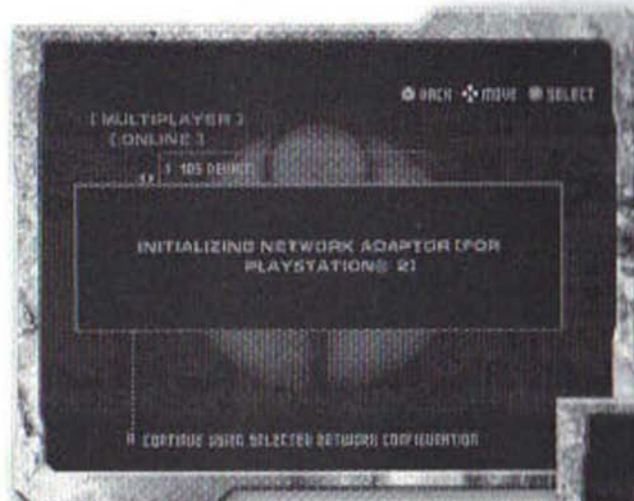 BACK MOVE SELECT
[ MULTIPLAYER ]
[ ONLINE ]
INITIALIZING NETWORK ADAPTOR (FOR
PLAYSTATION® 2)
CONTINUE USING SELECTED NETWORK CONFIGURATION